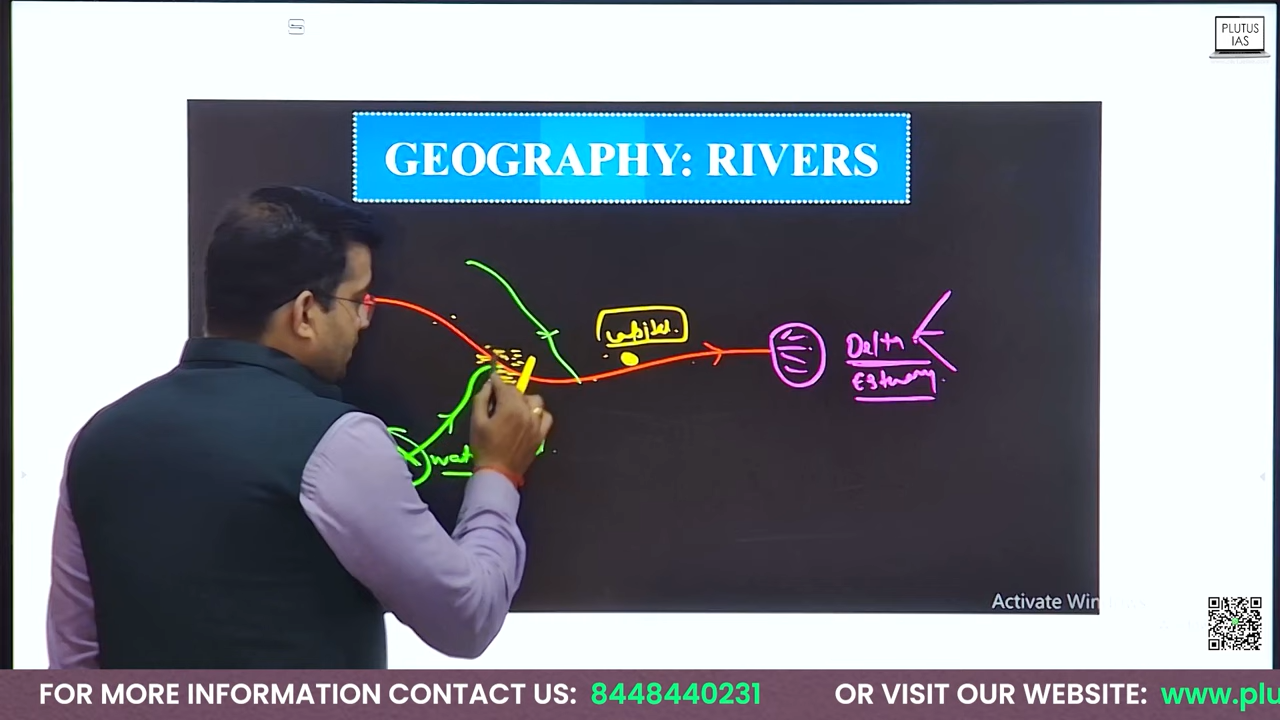 PLUTUS
IAS
GEOGRAPHY: RIVERS
Delta
Estuary.
Activate Win
FOR MORE INFORMATION CONTACT US: 8448440231 OR VISIT OUR WEBSITE: www.plu